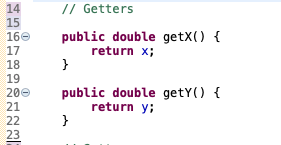 14 // Getters
15
16 public double getX() {
17 return x;
18 }
19
20 public double getY() {
21 return y;
22 }
23